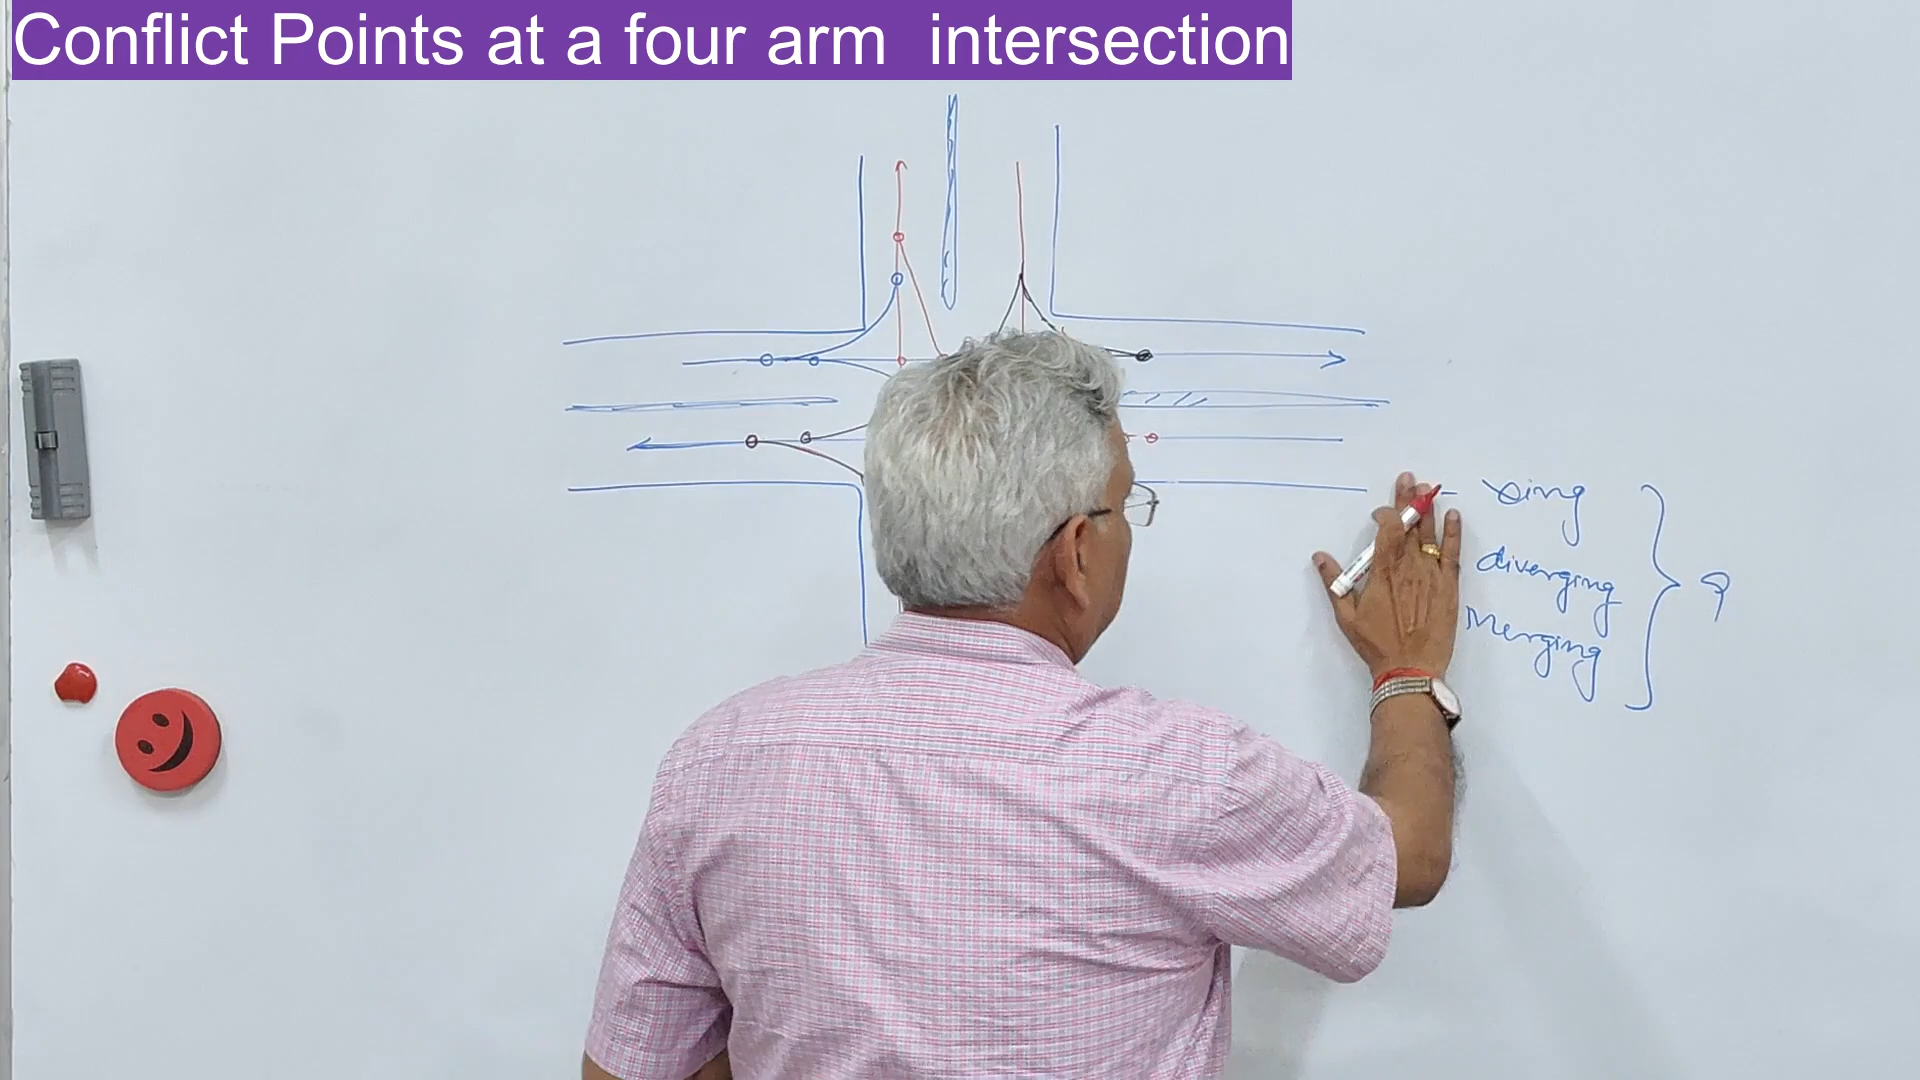 Conflict Points at a four arm intersection
Xing
diverging
Merging
?